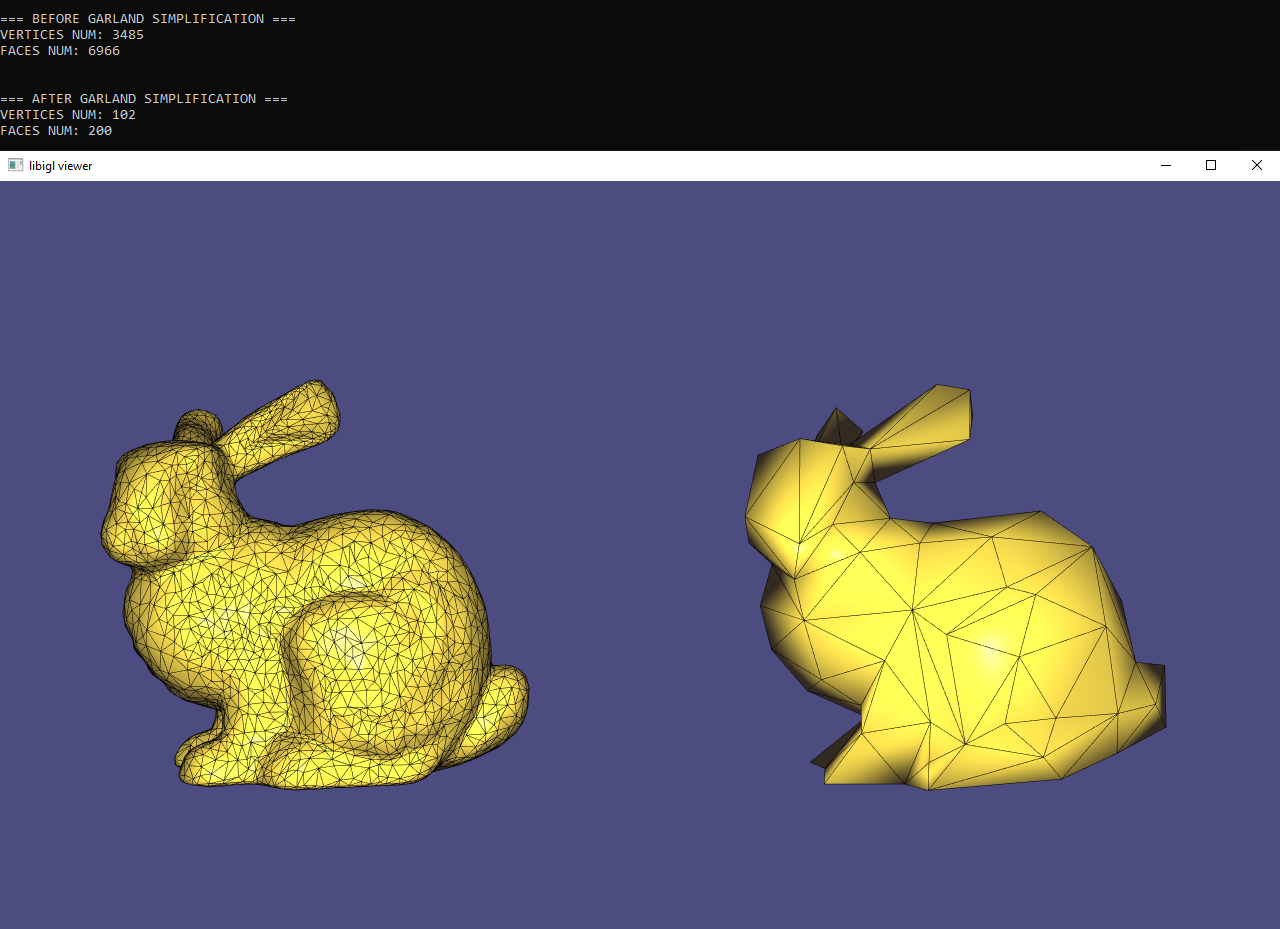 === BEFORE GARLAND SIMPLIFICATION ===
VERTICES NUM: 3485
FACES NUM: 6966
=== AFTER GARLAND SIMPLIFICATION ===
VERTICES NUM: 102
FACES NUM: 200
libigl viewer